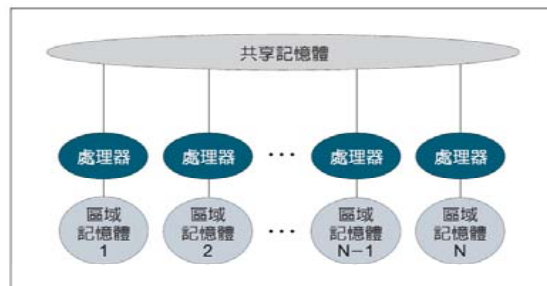 共享記憶體
處理器 處理器 ··· 處理器 處理器
區域 區域 區域 區域
記憶體 記憶體 ··· 記憶體 記憶體
1 2 N−1 N